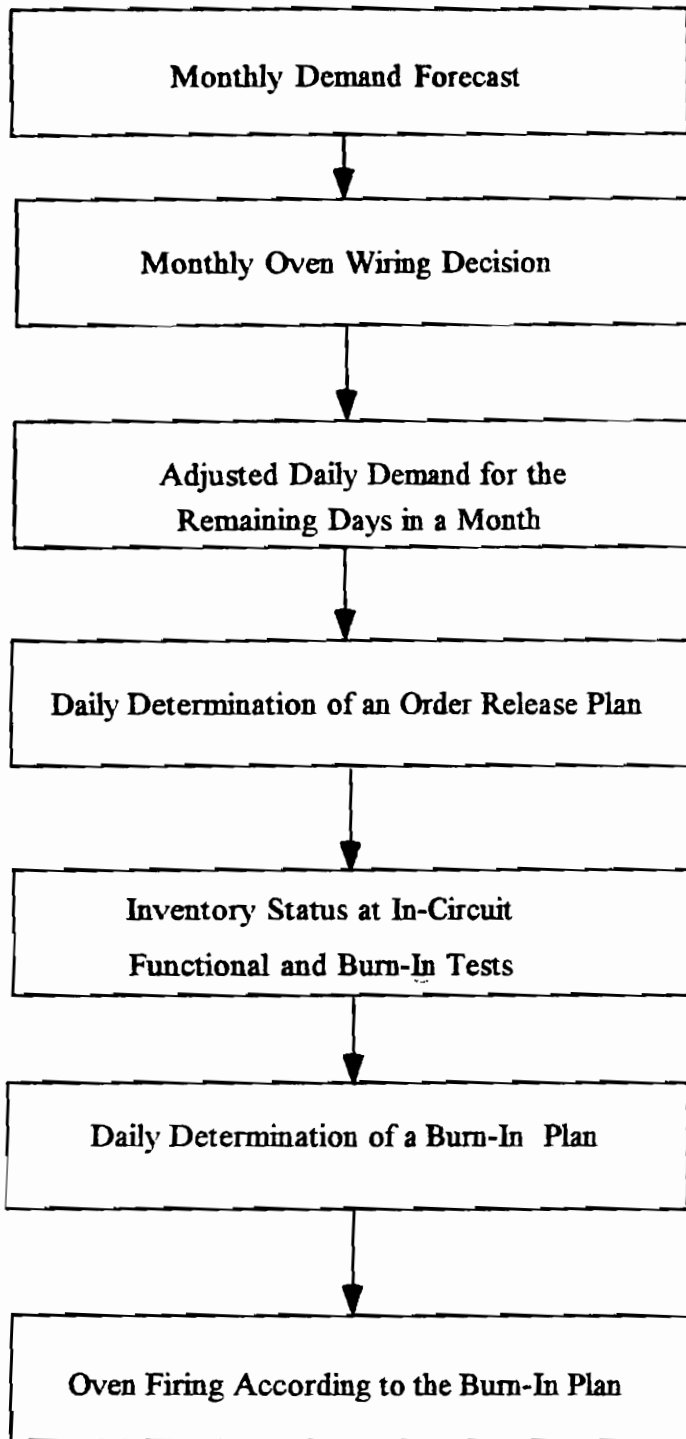 Monthly Demand Forecast
Monthly Oven Wiring Decision
Adjusted Daily Demand for the
Remaining Days in a Month
Daily Determination of an Order Release Plan
Inventory Status at In-Circuit
Functional and Burn-In Tests
Daily Determination of a Burn-In Plan
Oven Firing According to the Burn-In Plan